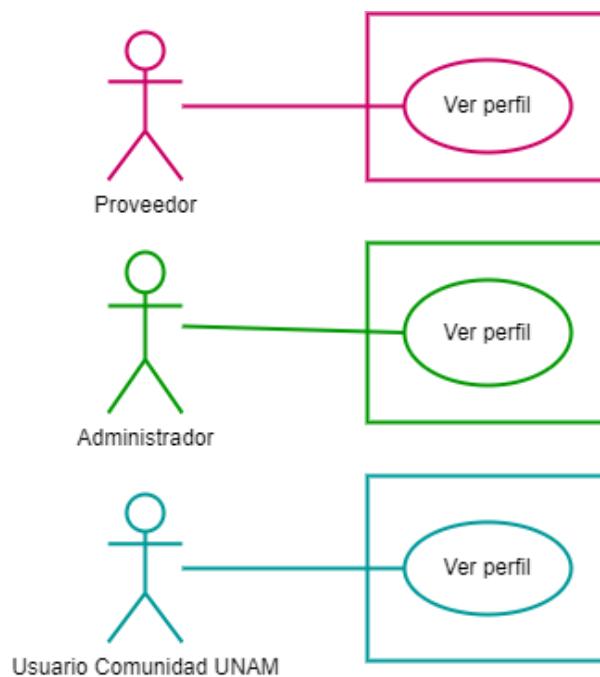 Ver perfil
Proveedor
Ver perfil
Administrador
Ver perfil
Usuario Comunidad UNAM